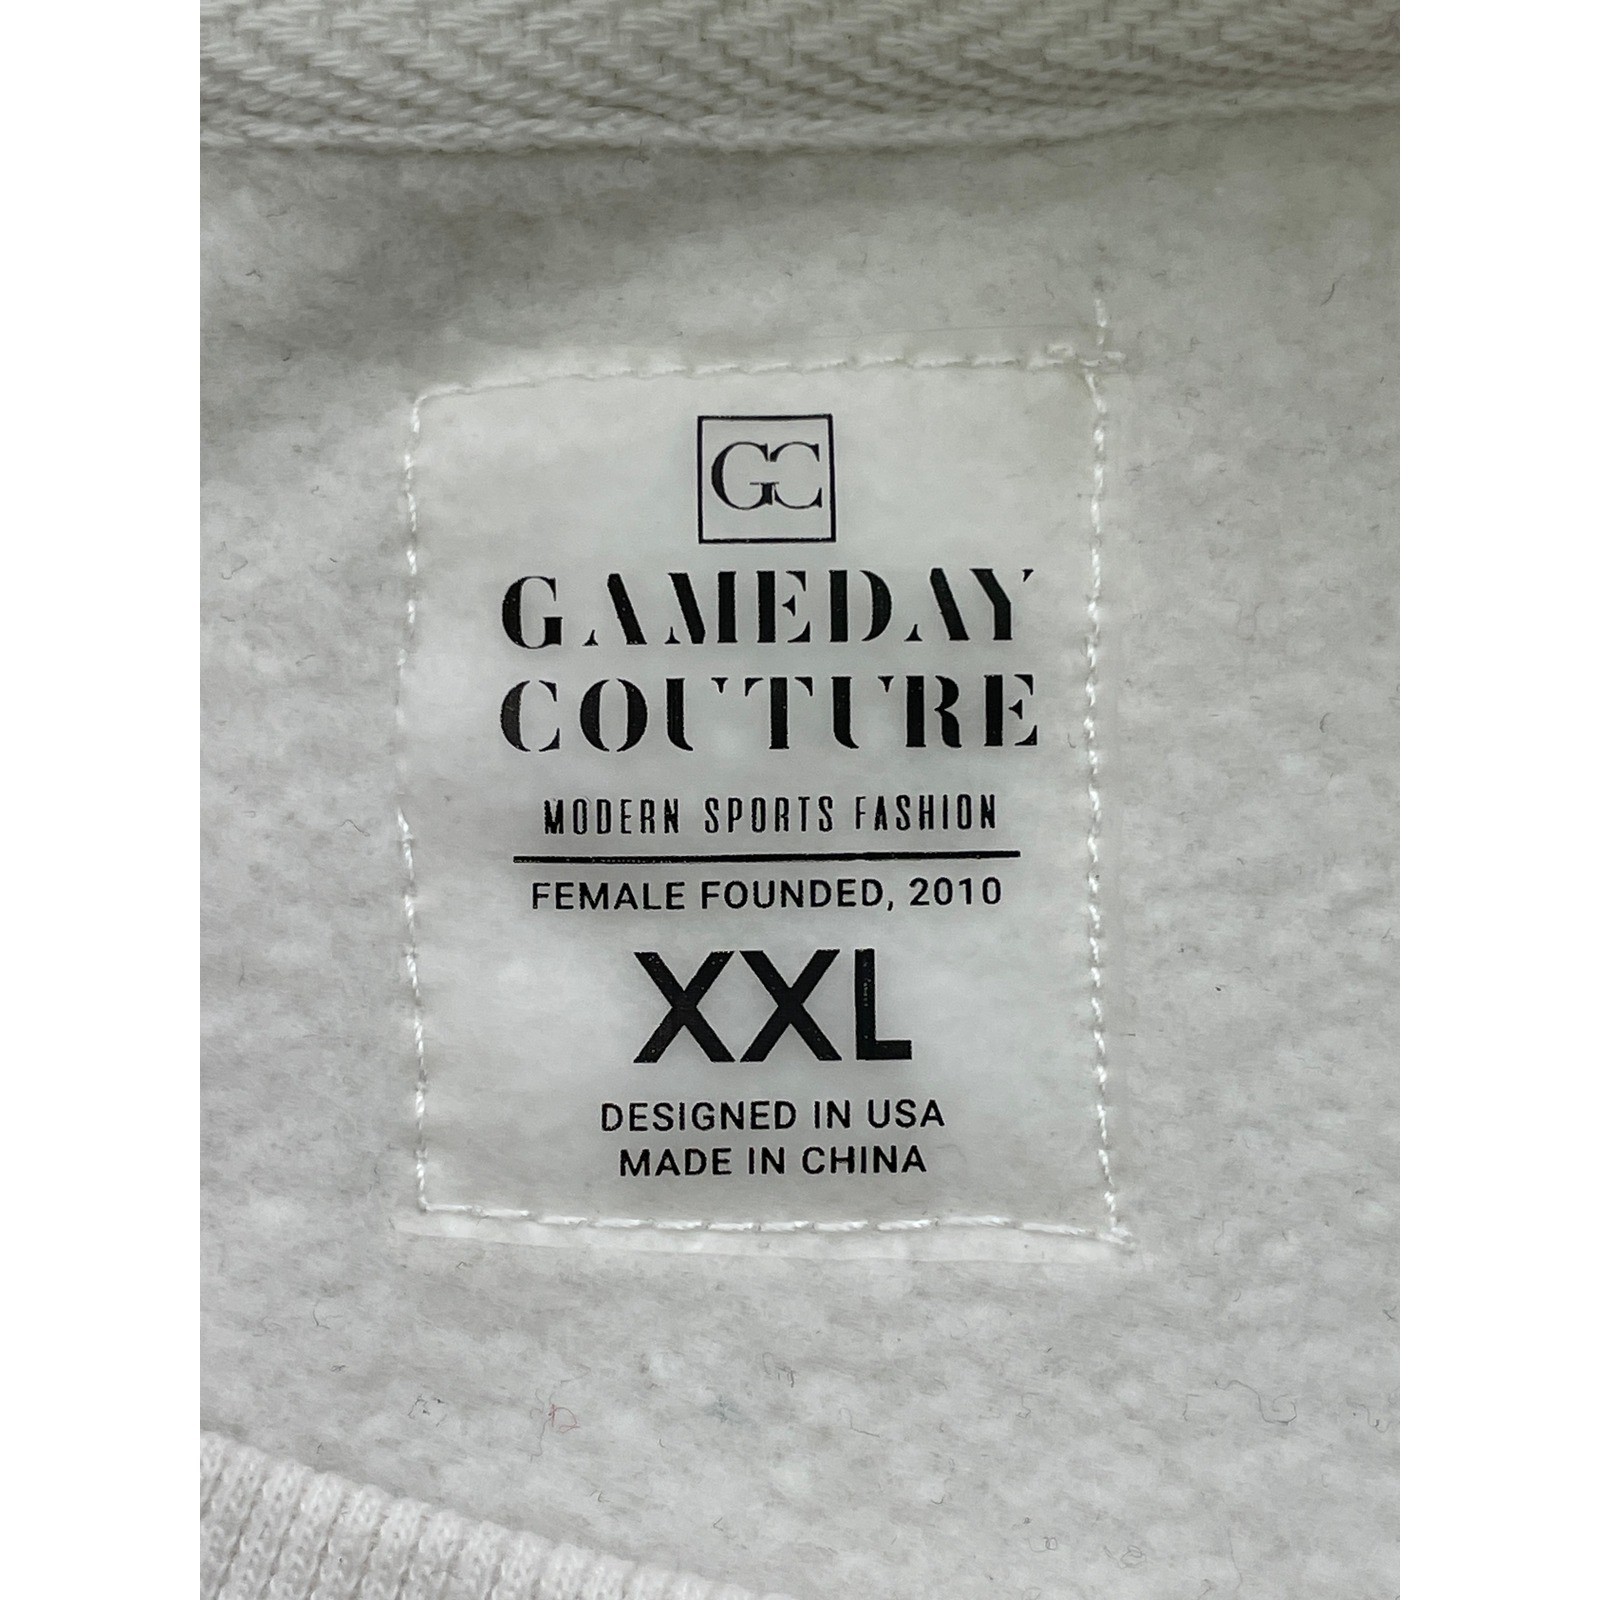 GC
GAMEDAY
COUTURE
MODERN SPORTS FASHION
FEMALE FOUNDED, 2010
XXL
DESIGNED IN USA
MADE IN CHINA